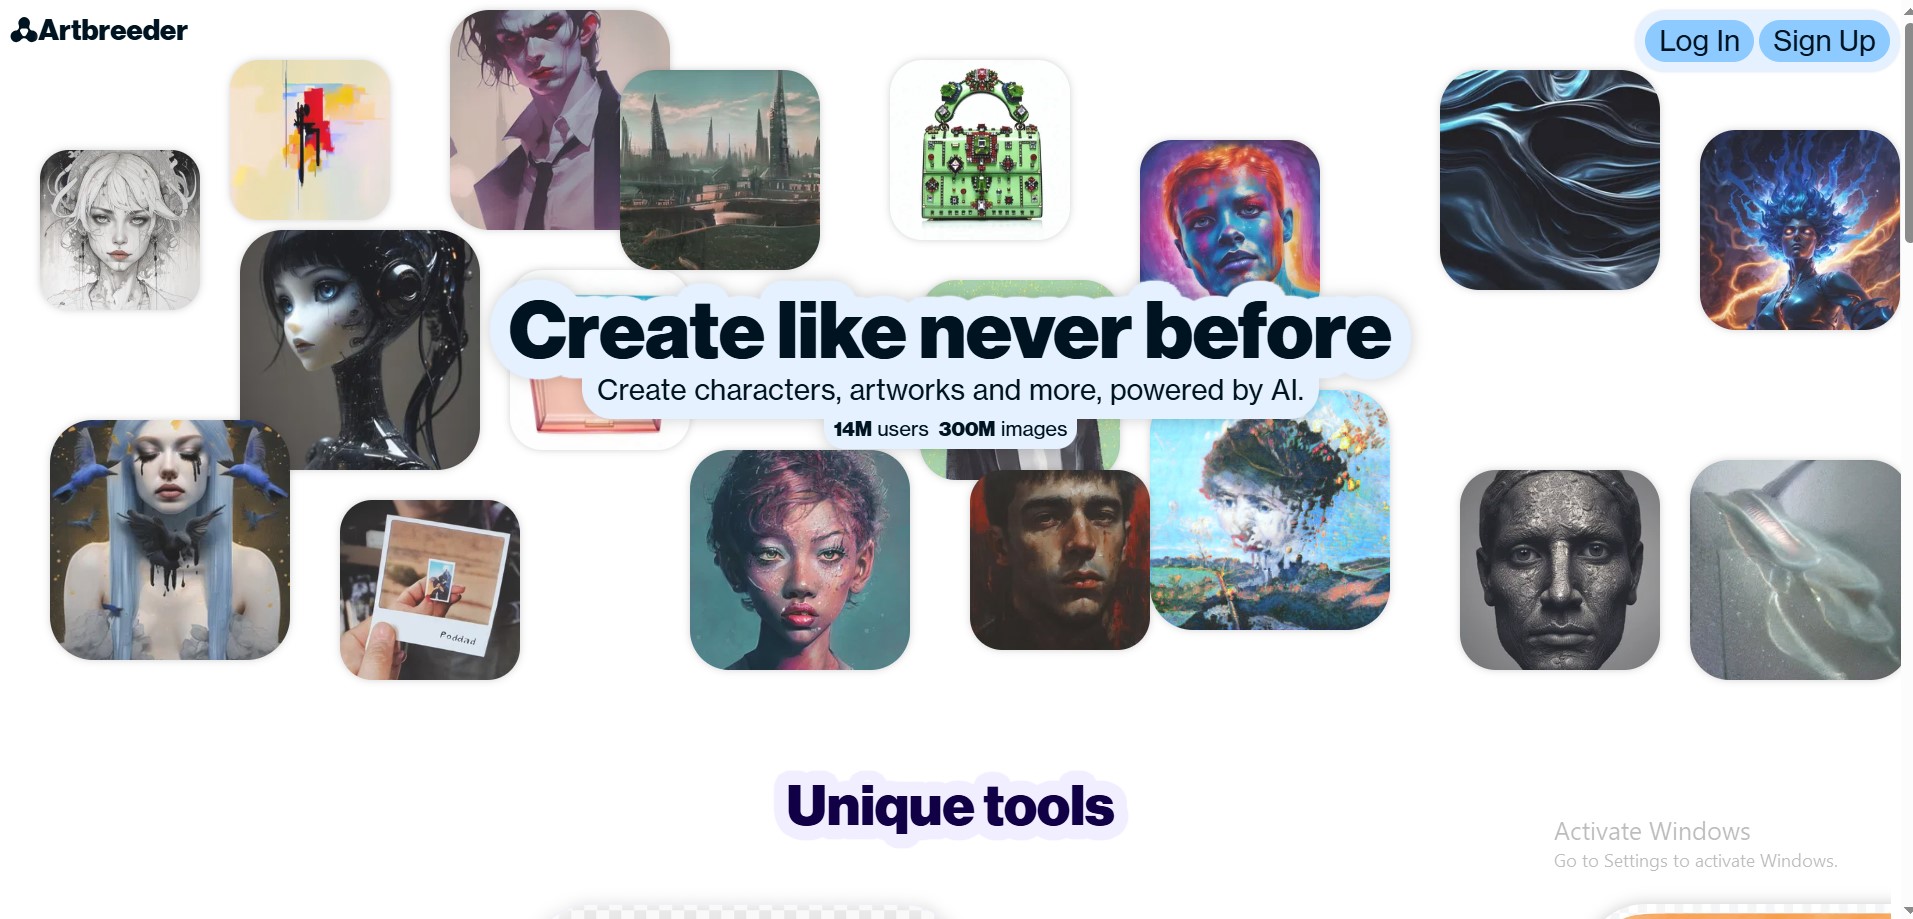 Artbreeder
Log In
Sign Up
Create like never before
Create characters, artworks and more, powered by AI.
14M users 300M images
Poddad
Unique tools
Activate Windows
Go to Settings to activate Windows.